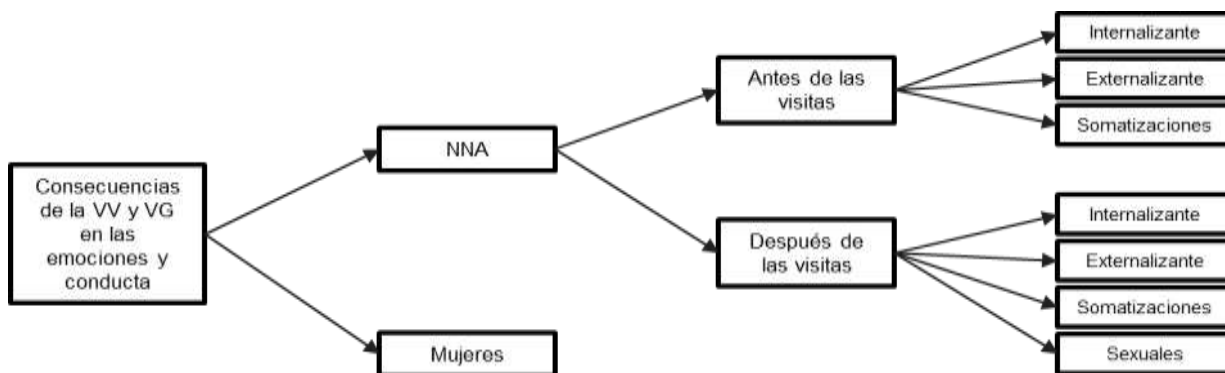 Consecuencias
de la VV y VG
en las
emociones y
conducta
NNA
Mujeres
Antes de las
visitas
Después de
las visitas
Internalizante
Externalizante
Somatizaciones
Internalizante
Externalizante
Somatizaciones
Sexuales